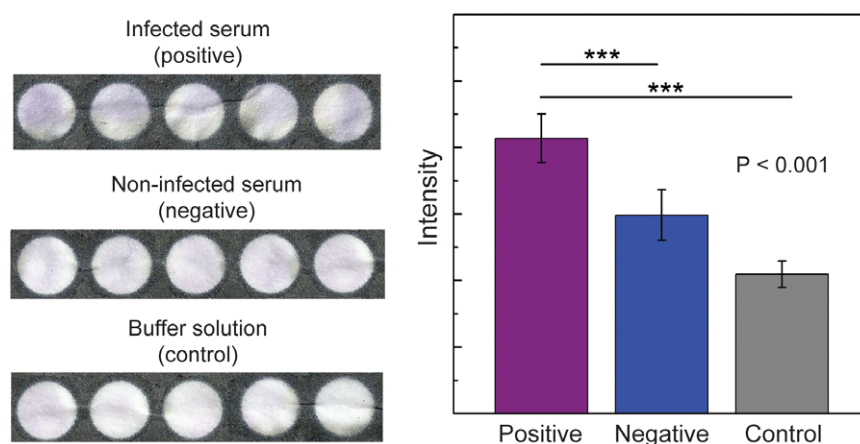 Infected serum
(positive)
Non-infected serum
(negative)
Buffer solution
(control)
Intensity
***
***
P < 0.001
Positive
Negative
Control